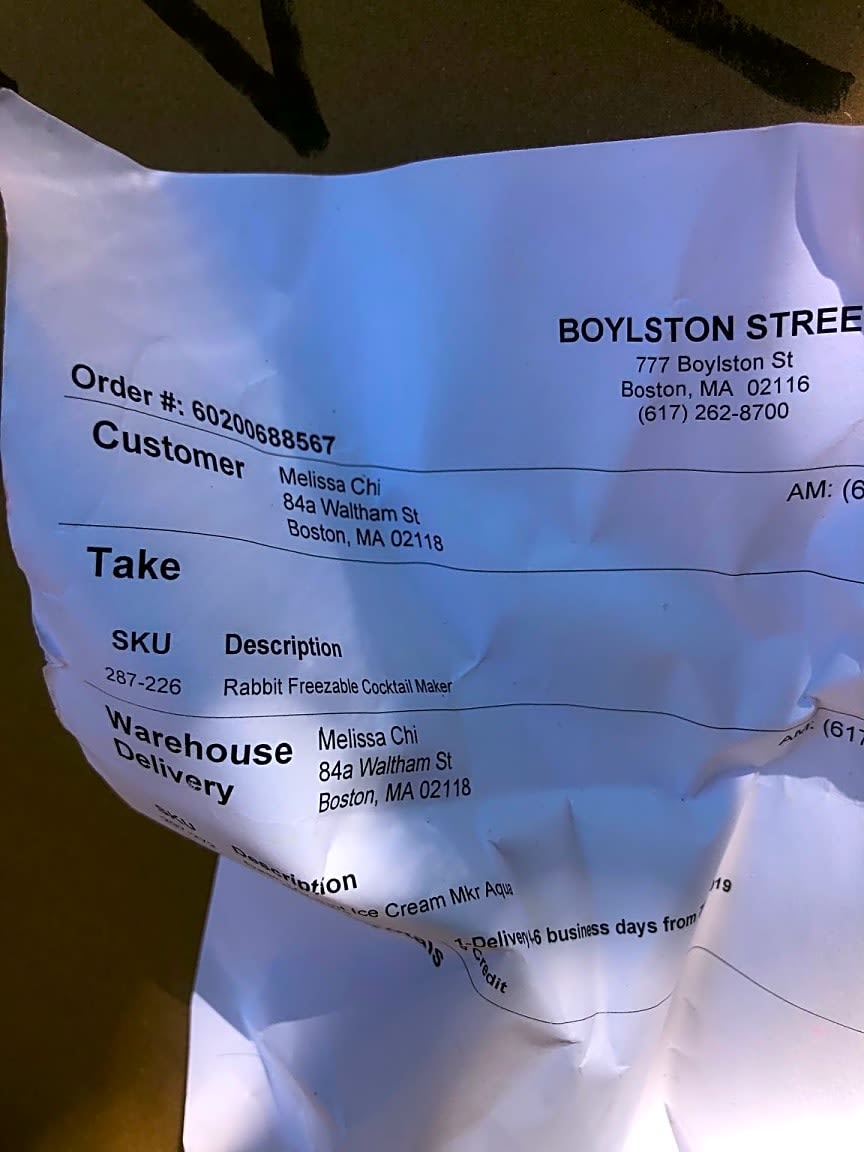 BOYLSTON STREE
777 Boylston St
Boston, MA 02116
(617) 262-8700
Order #: 60200688567
Customer
Melissa Chi
84a Waltham St
Boston, MA 02118
AM: (6
Take
SKU Description
287-226 Rabbit Freezable Cocktail Maker
Warehouse
Delivery
Melissa Chi
84a Waltham St
Boston, MA 02118
AM: (617
SKU
Description
Ice Cream Mkr Aqua
Delivery
-6 business days from
19
Credit